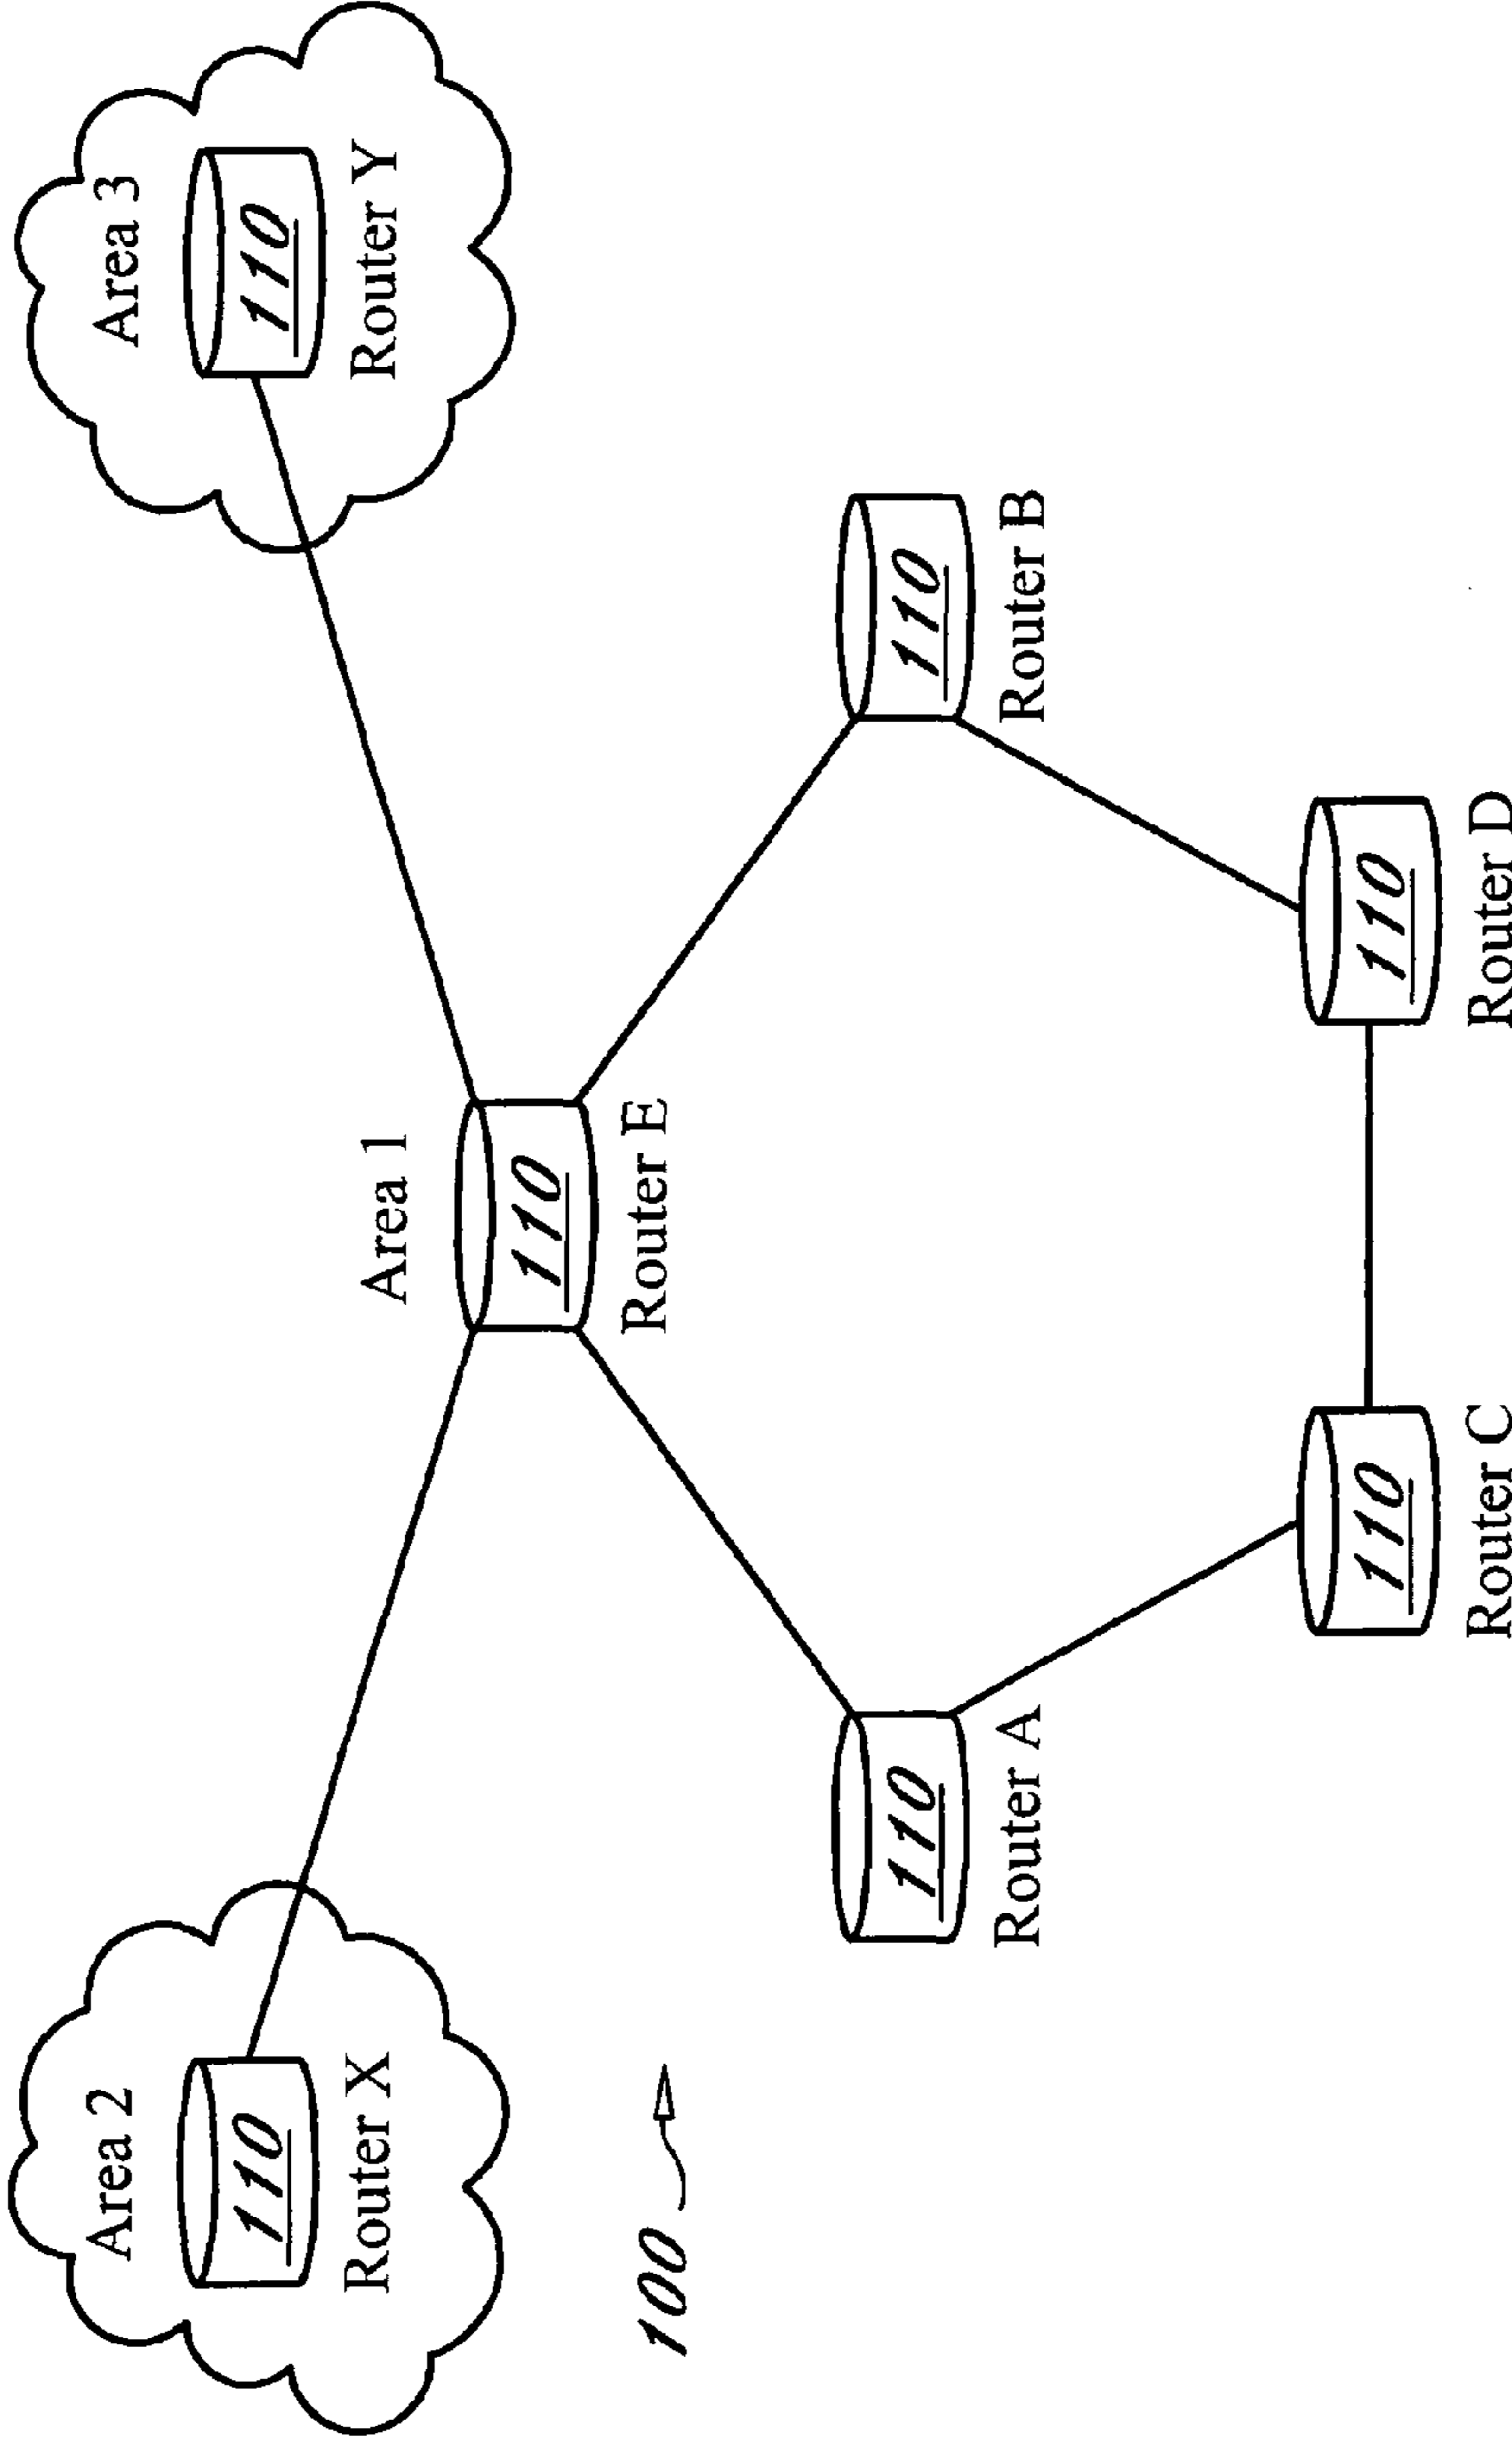 Area 2
110
Router X
Area 3
110
Router Y
Area 1
110
Router E
100
110
Router A
110
Router B
110
Router C
110
Router D